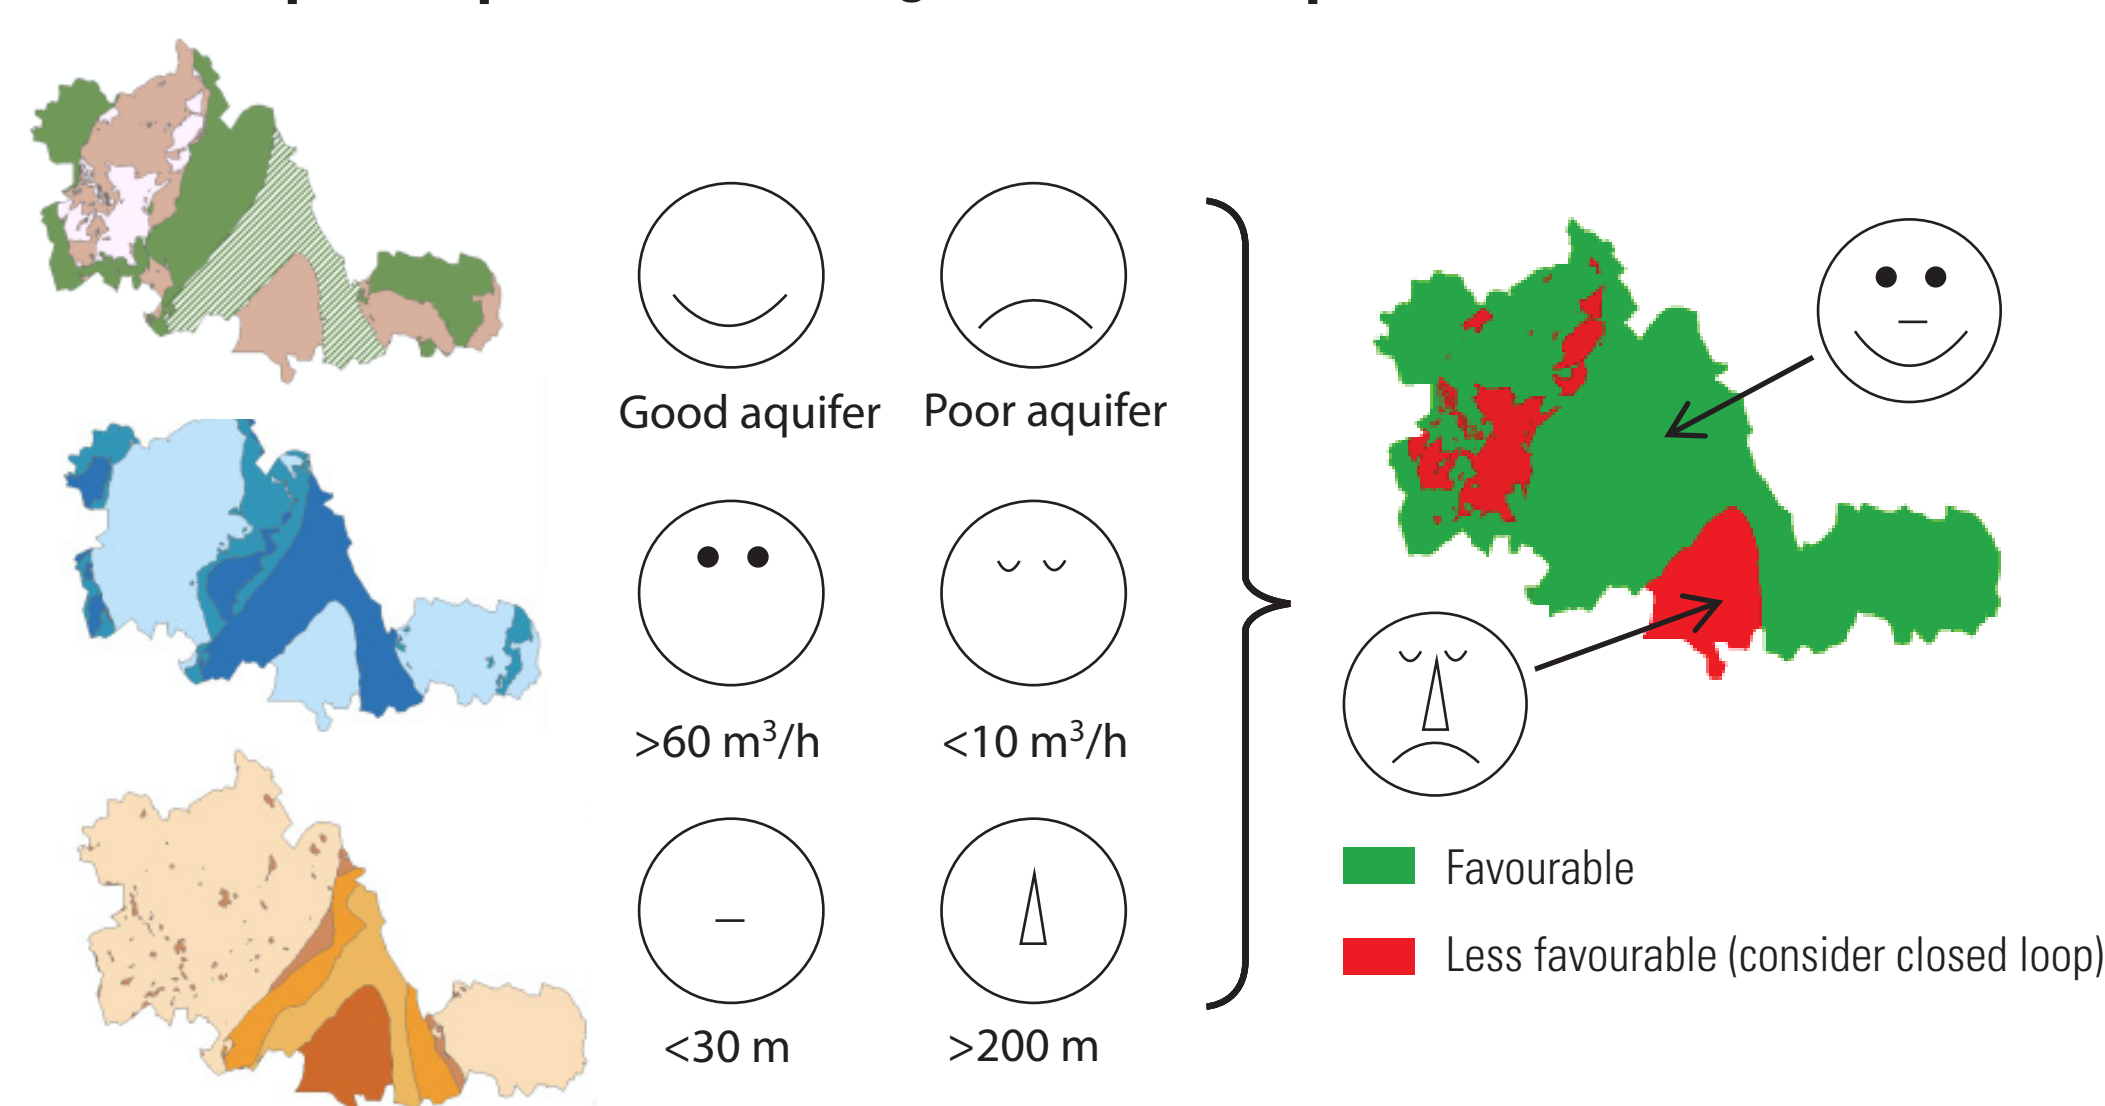 Good aquifer
Poor aquifer
>60 m³/h
<10 m³/h
<30 m
>200 m
Favourable
Less favourable (consider closed loop)